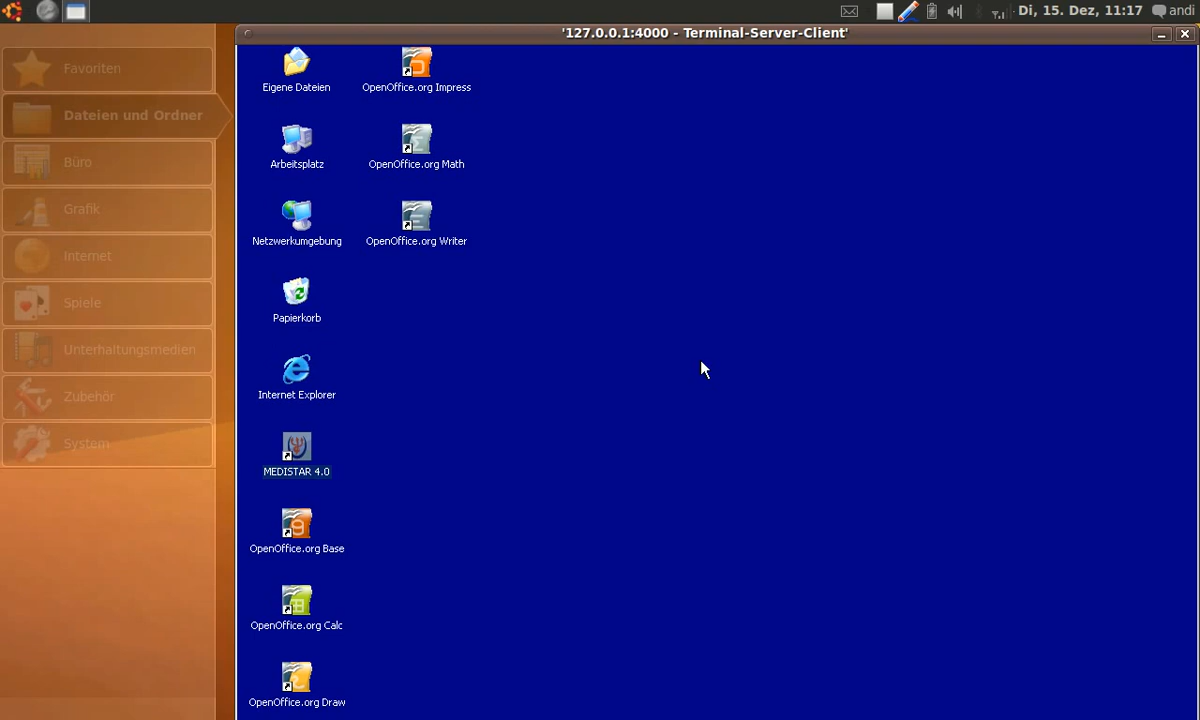 Di, 15. Dez, 11:17 andi
'127.0.0.1:4000 - Terminal-Server-Client'
Favoriten
Dateien und Ordner
Büro
Grafik
Internet
Spiele
Unterhaltungsmedien
Zubehör
System
Eigene Dateien
OpenOffice.org Impress
Arbeitsplatz
OpenOffice.org Math
Netzwerkumgebung
OpenOffice.org Writer
Papierkorb
Internet Explorer
MEDISTAR 4.0
OpenOffice.org Base
OpenOffice.org Calc
OpenOffice.org Draw